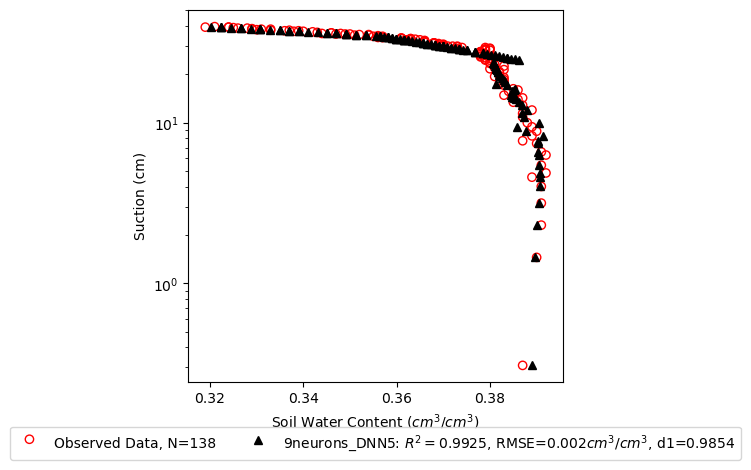 Suction (cm)
10¹
10⁰
0.32 0.34 0.36 0.38
Soil Water Content (cm³/cm³)
Observed Data, N=138 9neurons_DNN5: R² = 0.9925, RMSE=0.002cm³/cm³, d1=0.9854